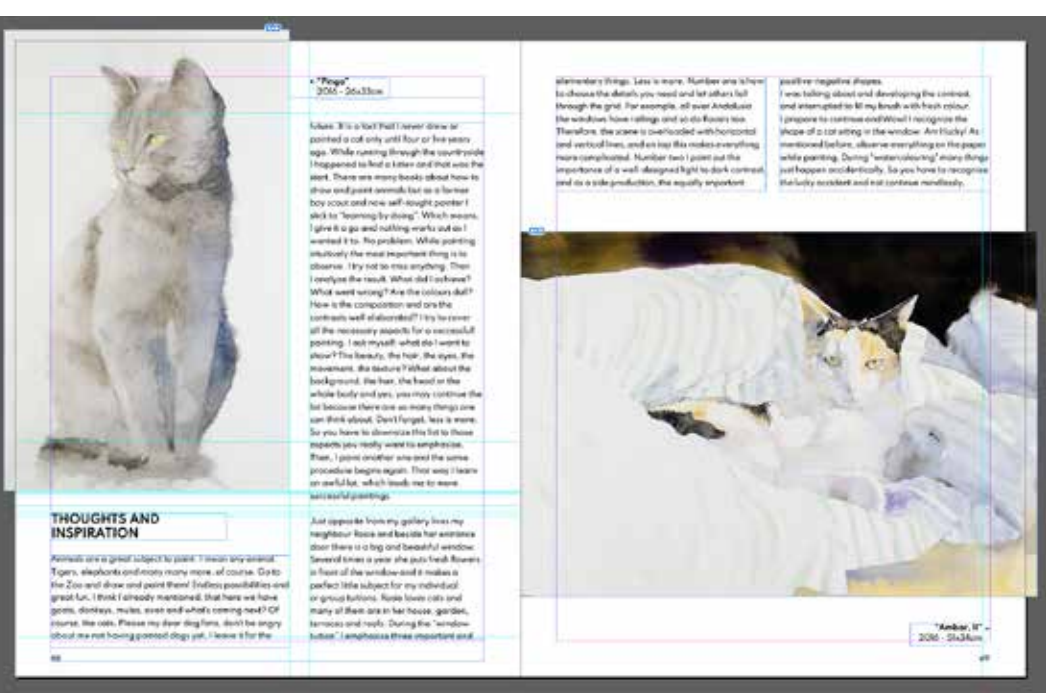 "Pingo"
2016 - 26x33cm
THOUGHTS AND
INSPIRATION
Animals are a great subject to paint. I mean any animal.
Tigers, elephants and many many more, of course. Go to
the Zoo and draw and paint them! Endless possibilities and
great fun. I think I already mentioned, that here we have
goats, donkeys, mules, oxen and what's coming next? Of
course, the cats. Please my dear dog fans, don't be angry
about me not having painted dogs yet. I leave it for the
future. It is a fact that I never drew or
painted a cat only until four or five years
ago. While running through the countryside
I happened to find a kitten and that was the
start. There are many books about how to
draw and paint animals but as a former
boy scout and now self-taught painter I
stick to "learning by doing". Which means,
I give it a go and nothing works out as I
wanted it to. No problem. While painting
intuitively the most important thing is to
observe. I try not to miss anything. Then
I analyze the result. What did I achieve?
What went wrong? Are the colours dull?
How is the composition and are the
contrasts well elaborated? I try to cover
all the necessary aspects for a successfull
painting. I ask myself: what do I want to
show? The beauty, the hair, the eyes, the
movement, the texture? What about the
background, the hair, the head or the
whole body and yes, you may continue the
list because there are so many things one
can think about. Don't forget, less is more.
So you have to downsize this list to those
aspects you really want to emphasize.
Then, I paint another one and the same
procedure begins again. That way I learn
an awful lot, which leads me to more
successful paintings.
Just opposite from my gallery lives my
neighbour Rosie and beside her entrance
door there is a big and beautiful window.
Several times a year she puts fresh flowers
in front of the window and it makes a
perfect little subject for my individual
or group tuitions. Rosie loves cats and
many of them are in her house, garden,
terraces and roofs. During the "window
tuition" I emphasize three important and
elementary things. Less is more. Number one is how
to choose the details you need and let others fall
through the grid. For example, all over Andalusia
the windows have railings and so do Rosies too.
Therefore, the scene is overloaded with horizontal
and vertical lines, and on top this makes everything
more complicated. Number two I point out the
importance of a well-designed light to dark contrast,
and as a side production, the equally important
positive-negative shapes.
I was talking about and developing the contrast,
and interrupted to fill my brush with fresh colour.
I prepare to continue and Wow! I recognize the
shape of a cat sitting in the window. Am I lucky! As
mentioned before, observe everything on the paper
while painting. During "watercolouring" many things
just happen accidentically. So you have to recognise
the lucky accident and not continue mindlessly.
"Ambar, II"
2016 - 51x34cm